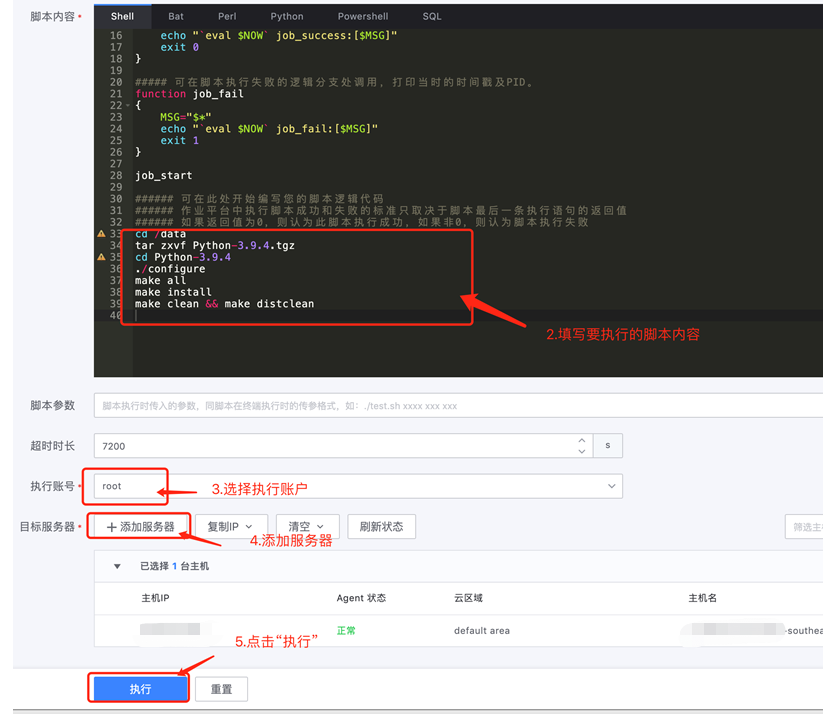 脚本内容 *
Shell Bat Perl Python Powershell SQL
16 echo "`eval $NOW` job_success:[$MSG]"
17 exit 0
18 }
19
20 ##### 可在脚本执行失败的逻辑分支处调用，打印当时的时间戳及PID。
21 function job_fail
22 {
23 MSG="$*"
24 echo "`eval $NOW` job_fail:[$MSG]"
25 exit 1
26 }
27
28 job_start
29
30 ###### 可在此处开始编写您的脚本逻辑代码
31 ###### 作业平台中执行脚本成功和失败的标准只取决于脚本最后一条执行语句的返回值
32 ###### 如果返回值为0，则认为此脚本执行成功，如果非0，则认为脚本执行失败
33 cd /data
34 tar zxvf Python-3.9.4.tgz
35 cd Python-3.9.4
36 ./configure
37 make all
38 make install
39 make clean && make distclean
40
2.填写要执行的脚本内容
脚本参数 脚本执行时传入的参数，同脚本在终端执行时的传参格式，如：./test.sh xxxx xxx xxx
超时时长 7200 s
执行账号 * root
3.选择执行账户
目标服务器 * 添加服务器 复制IP 清空 刷新状态 筛选主
4.添加服务器
已选择 1 台主机
主机IP Agent 状态 云区域 主机名
正常 default area -southea
5.点击“执行”
执行 重置